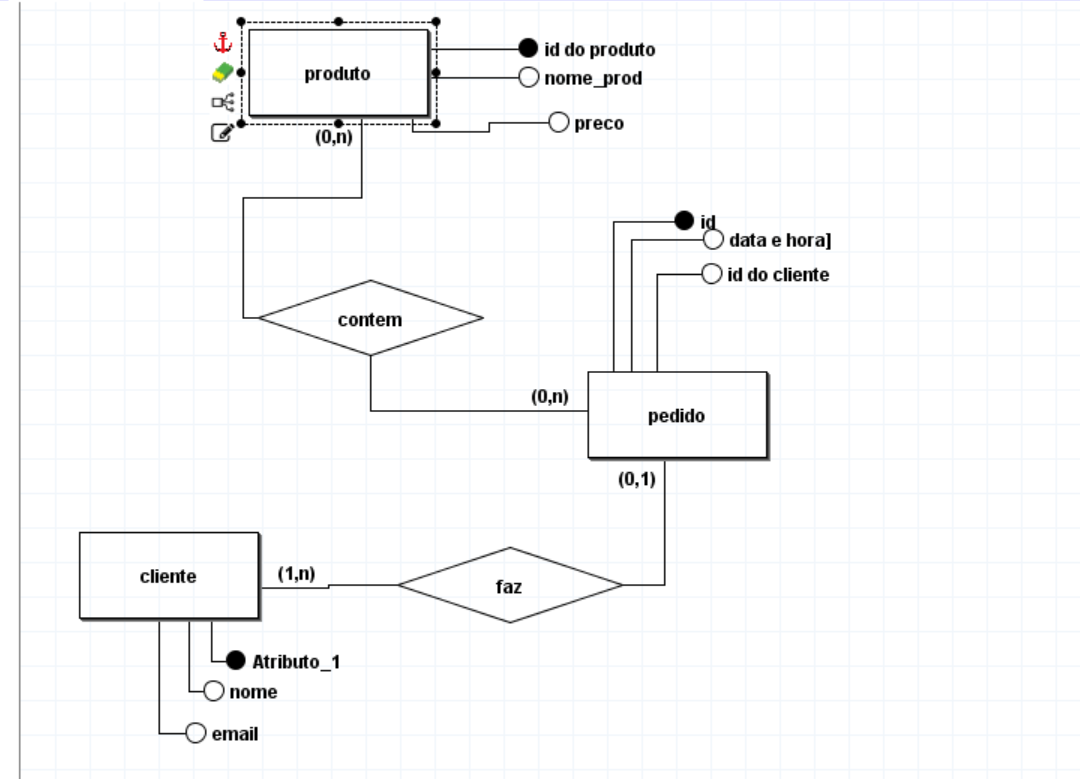 produto
id do produto
nome_prod
preco
(0,n)
id
data e hora]
id do cliente
contem
(0,n)
pedido
(0,1)
cliente
(1,n)
faz
Atributo_1
nome
email